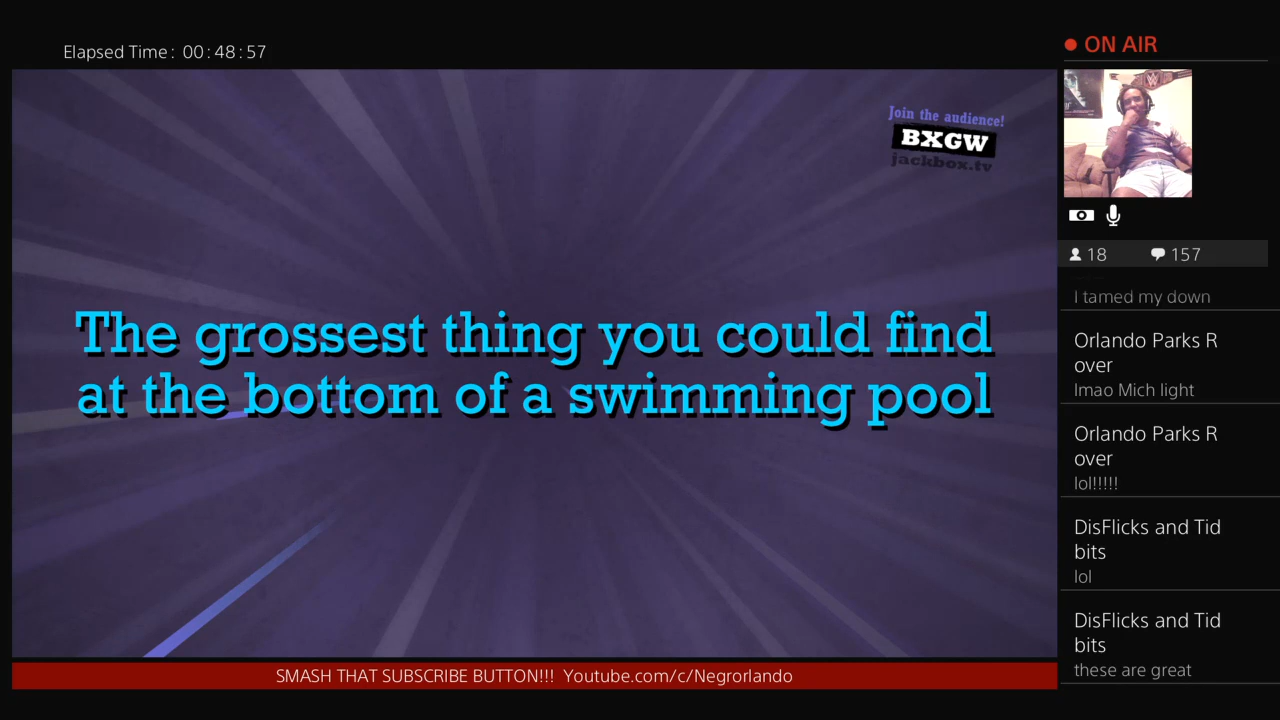 Elapsed Time: 00:48:57
ON AIR
Join the audience!
BXGW
jackbox.tv
18 157
I tamed my down
The grossest thing you could find
at the bottom of a swimming pool
Orlando Parks R
over
lmao Mich light
Orlando Parks R
over
lol!!!!!
DisFlicks and Tid
bits
lol
DisFlicks and Tid
bits
these are great
SMASH THAT SUBSCRIBE BUTTON!!! Youtube.com/c/Negrorlando